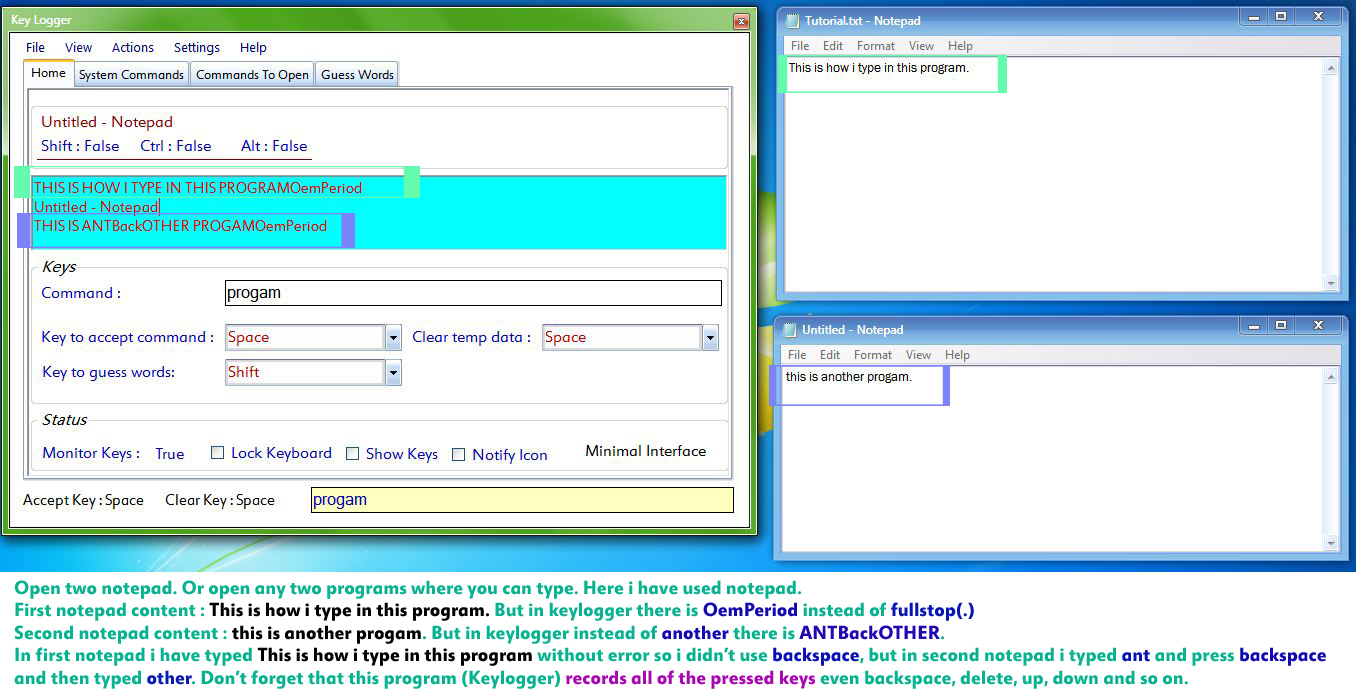 Key Logger
File View Actions Settings Help
Home System Commands Commands To Open Guess Words
Untitled - Notepad
Shift : False Ctrl : False Alt : False
THIS IS HOW I TYPE IN THIS PROGRAMOemPeriod
Untitled - Notepad
THIS IS ANTBackOTHER PROGAMOemPeriod
Keys
Command : progam
Key to accept command : Space Clear temp data : Space
Key to guess words: Shift
Status
Monitor Keys : True Lock Keyboard Show Keys Notify Icon Minimal Interface
Accept Key : Space Clear Key : Space progam
Tutorial.txt - Notepad
File Edit Format View Help
This is how i type in this program.
Untitled - Notepad
File Edit Format View Help
this is another progam.
Open two notepad. Or open any two programs where you can type. Here i have used notepad.
First notepad content : This is how i type in this program. But in keylogger there is OemPeriod instead of fullstop(.)
Second notepad content : this is another progam. But in keylogger instead of another there is ANTBackOTHER.
In first notepad i have typed This is how i type in this program without error so i didn't use backspace, but in second notepad i typed ant and press backspace
and then typed other. Don't forget that this program (Keylogger) records all of the pressed keys even backspace, delete, up, down and so on.